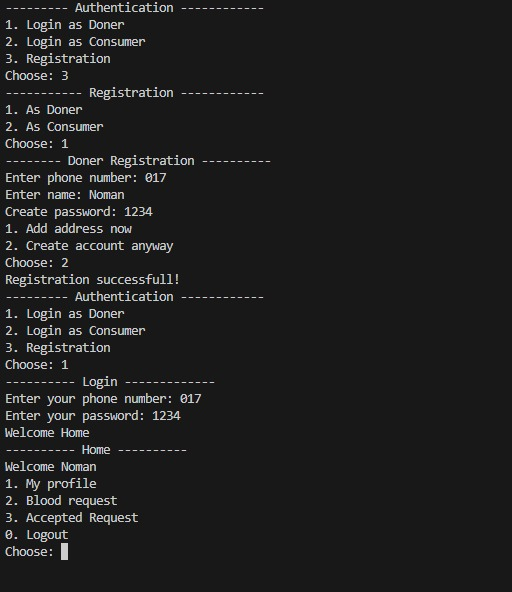 --------- Authentication ------------
1. Login as Doner
2. Login as Consumer
3. Registration
Choose: 3
----------- Registration ------------
1. As Doner
2. As Consumer
Choose: 1
-------- Doner Registration ----------
Enter phone number: 017
Enter name: Noman
Create password: 1234
1. Add address now
2. Create account anyway
Choose: 2
Registration successfull!
--------- Authentication ------------
1. Login as Doner
2. Login as Consumer
3. Registration
Choose: 1
---------- Login -------------
Enter your phone number: 017
Enter your password: 1234
Welcome Home
---------- Home ----------
Welcome Noman
1. My profile
2. Blood request
3. Accepted Request
0. Logout
Choose: